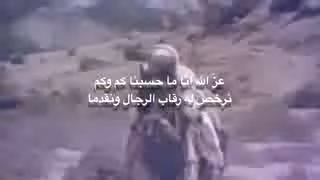 عزّ الله أنا ما حسبنا كم وكم
نرخص له رقاب الرجال ونقدما